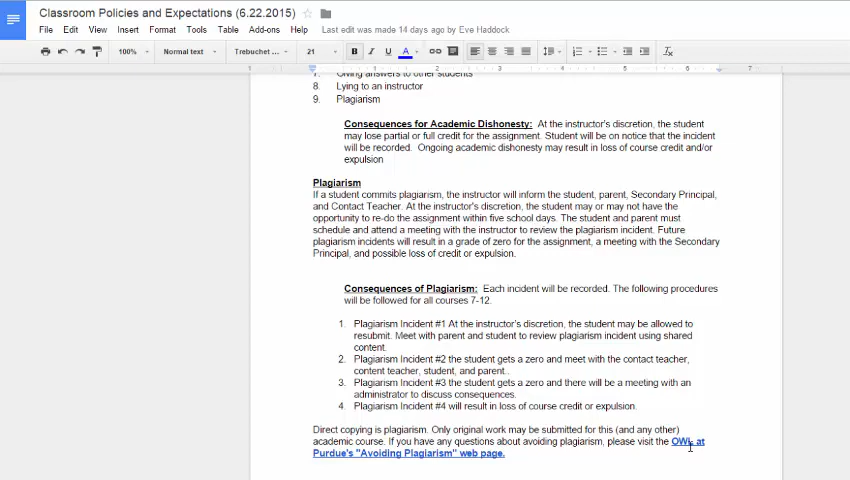 Classroom Policies and Expectations (6.22.2015)
File Edit View Insert Format Tools Table Add-ons Help Last edit was made 14 days ago by Eve Haddock
100% Normal text Trebuchet ... 21 B I U A
1 1 2 3 4 5 6 7
7. Giving answers to other students
8. Lying to an instructor
9. Plagiarism
Consequences for Academic Dishonesty: At the instructor's discretion, the student
may lose partial or full credit for the assignment. Student will be on notice that the incident
will be recorded. Ongoing academic dishonesty may result in loss of course credit and/or
expulsion
Plagiarism
If a student commits plagiarism, the instructor will inform the student, parent, Secondary Principal,
and Contact Teacher. At the instructor's discretion, the student may or may not have the
opportunity to re-do the assignment within five school days. The student and parent must
schedule and attend a meeting with the instructor to review the plagiarism incident. Future
plagiarism incidents will result in a grade of zero for the assignment, a meeting with the Secondary
Principal, and possible loss of credit or expulsion.
Consequences of Plagiarism: Each incident will be recorded. The following procedures
will be followed for all courses 7-12.
1. Plagiarism Incident #1 At the instructor's discretion, the student may be allowed to
resubmit. Meet with parent and student to review plagiarism incident using shared
content.
2. Plagiarism Incident #2 the student gets a zero and meet with the contact teacher,
content teacher, student, and parent..
3. Plagiarism Incident #3 the student gets a zero and there will be a meeting with an
administrator to discuss consequences.
4. Plagiarism Incident #4 will result in loss of course credit or expulsion.
Direct copying is plagiarism. Only original work may be submitted for this (and any other)
academic course. If you have any questions about avoiding plagiarism, please visit the OWL at
Purdue's "Avoiding Plagiarism" web page.